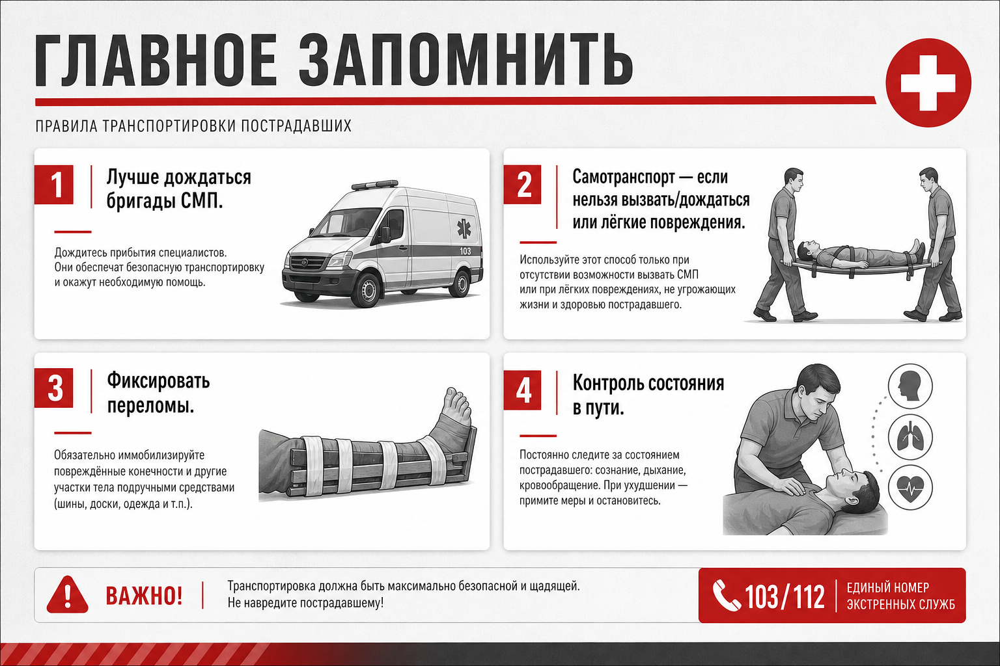 ГЛАВНОЕ ЗАПОМНИТЬ
ПРАВИЛА ТРАНСПОРТИРОВКИ ПОСТРАДАВШИХ
1
Лучше дождаться
бригады СМП.
Дождитесь прибытия специалистов.
Они обеспечат безопасную транспортировку
и окажут необходимую помощь.
103
2
Самотранспорт — если
нельзя вызвать/дождаться
или лёгкие повреждения.
Используйте этот способ только при
отсутствии возможности вызвать СМП
или при лёгких повреждениях, не угрожающих
жизни и здоровью пострадавшего.
3
Фиксировать
переломы.
Обязательно иммобилизируйте
повреждённые конечности и другие
участки тела подручными средствами
(шины, доски, одежда и т.п.).
4
Контроль состояния
в пути.
Постоянно следите за состоянием
пострадавшего: сознание, дыхание,
кровообращение. При ухудшении —
примите меры и остановитесь.
ВАЖНО!
Транспортировка должна быть максимально безопасной и щадящей.
Не навредите пострадавшему!
103/112
ЕДИНЫЙ НОМЕР
ЭКСТРЕННЫХ СЛУЖБ